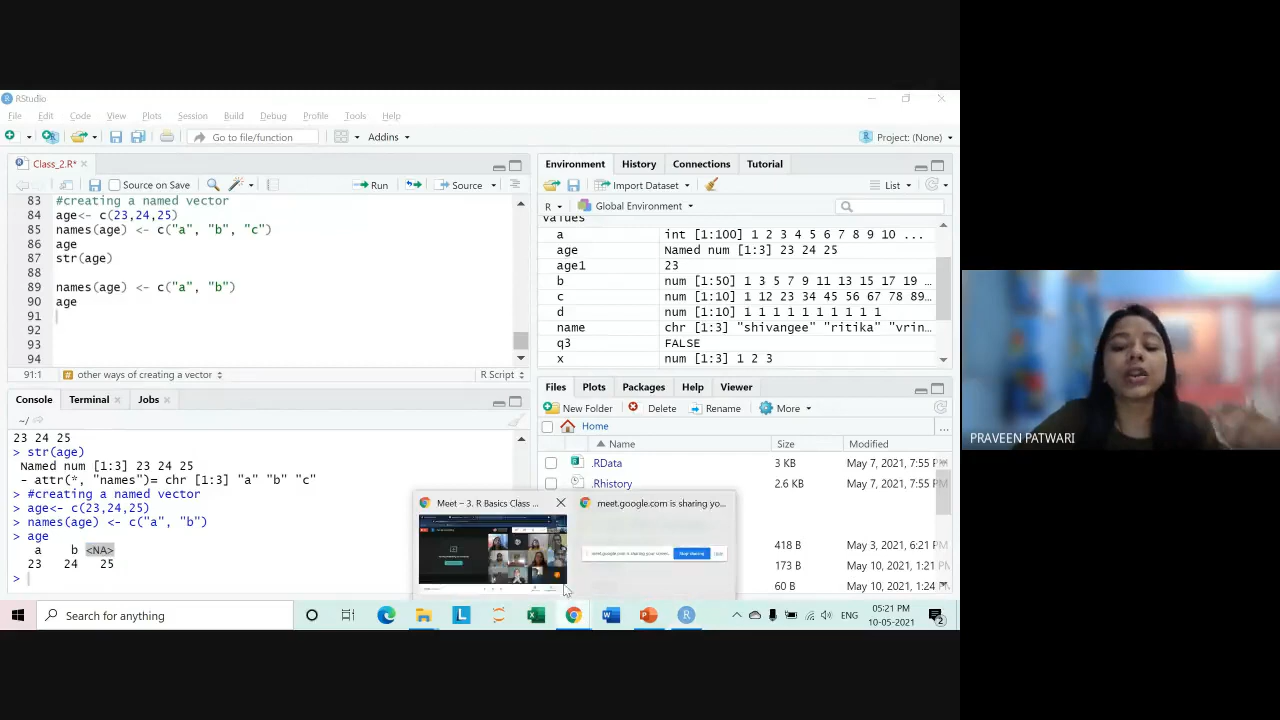 RStudio
File Edit Code View Plots Session Build Debug Profile Tools Help
Go to file/function
Addins
Project: (None)
Class_2.R*
Source on Save
Run
Source
83 #creating a named vector
84 age<- c(23,24,25)
85 names(age) <- c("a", "b", "c")
86 age
87 str(age)
88
89 names(age) <- c("a", "b")
90 age
91
92
93
94
91:1 # other ways of creating a vector
R Script
Console Terminal Jobs
~/
23 24 25
> str(age)
Named num [1:3] 23 24 25
- attr(*, "names")= chr [1:3] "a" "b" "c"
> #creating a named vector
> age<- c(23,24,25)
> names(age) <- c("a", "b")
> age
a b <NA>
23 24 25
>
Environment History Connections Tutorial
Import Dataset
List
R Global Environment
Values
a int [1:100] 1 2 3 4 5 6 7 8 9 10 ...
age Named num [1:3] 23 24 25
age1 23
b num [1:50] 1 3 5 7 9 11 13 15 17 19 …
c num [1:10] 1 12 23 34 45 56 67 78 89…
d num [1:10] 1 1 1 1 1 1 1 1 1 1
name chr [1:3] "shivangee" "ritika" "vrin…
q3 FALSE
x num [1:3] 1 2 3
Files Plots Packages Help Viewer
New Folder Delete Rename More
Home ...
Name Size Modified
.RData 3 KB May 7, 2021, 7:55 P
.Rhistory 2.6 KB May 7, 2021, 7:55 P
418 B May 3, 2021, 6:21 P
173 B May 10, 2021, 1:24 P
60 B May 10, 2021, 1:24 P
Meet – 3. R Basics Class ...
meet.google.com is sharing yo...
meet.google.com is sharing your screen.
Stop sharing
Hide
Search for anything
ENG
05:21 PM
10-05-2021
2
PRAVEEN PATWARI